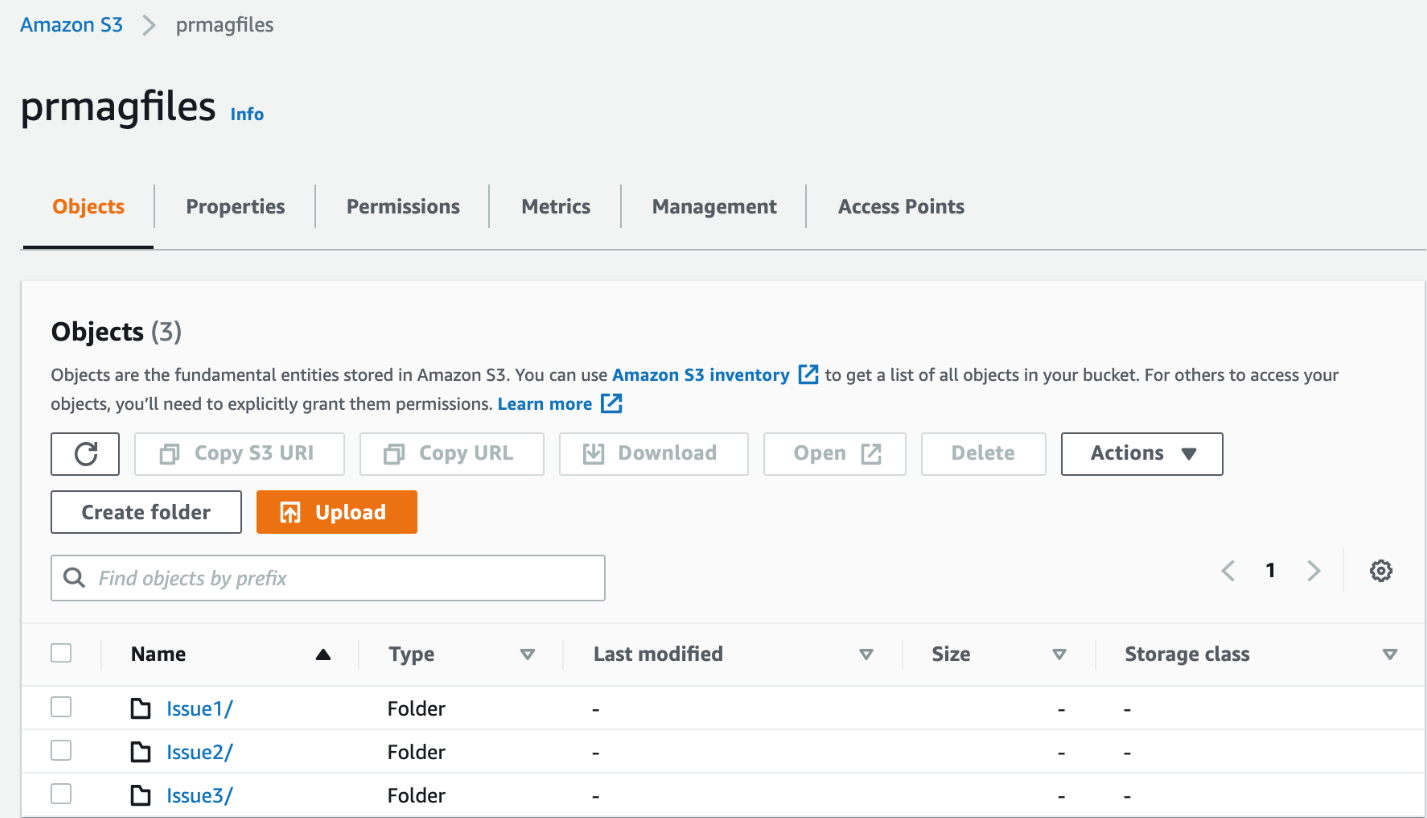 Amazon S3 > prmagfiles
prmagfiles Info
Objects Properties Permissions Metrics Management Access Points
Objects (3)
Objects are the fundamental entities stored in Amazon S3. You can use Amazon S3 inventory to get a list of all objects in your bucket. For others to access your
objects, you’ll need to explicitly grant them permissions. Learn more
Copy S3 URI Copy URL Download Open Delete Actions
Create folder Upload
Find objects by prefix 1
Name Type Last modified Size Storage class
Issue1/ Folder - - -
Issue2/ Folder - - -
Issue3/ Folder - - -